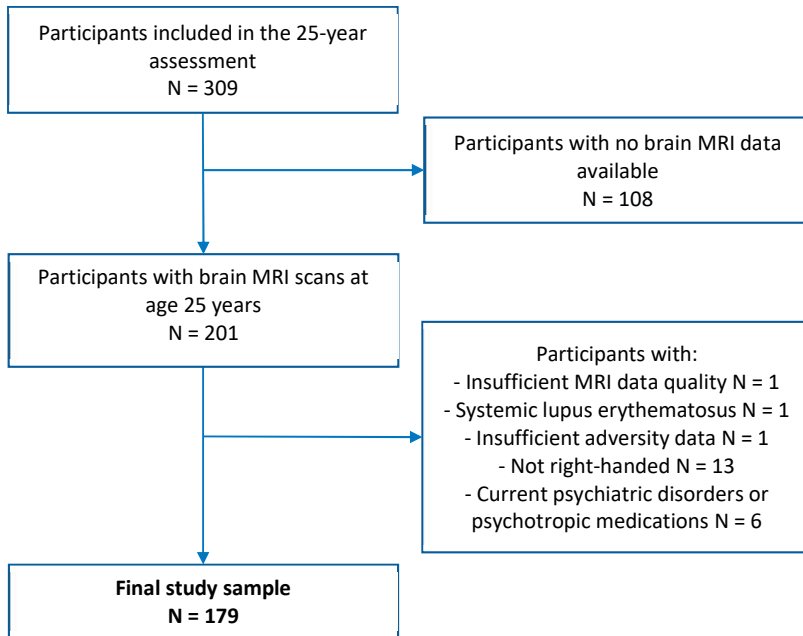 Participants included in the 25-year
assessment
N = 309
Participants with no brain MRI data
available
N = 108
Participants with brain MRI scans at
age 25 years
N = 201
Participants with:
- Insufficient MRI data quality N = 1
- Systemic lupus erythematosus N = 1
- Insufficient adversity data N = 1
- Not right-handed N = 13
- Current psychiatric disorders or
psychotropic medications N = 6
Final study sample
N = 179